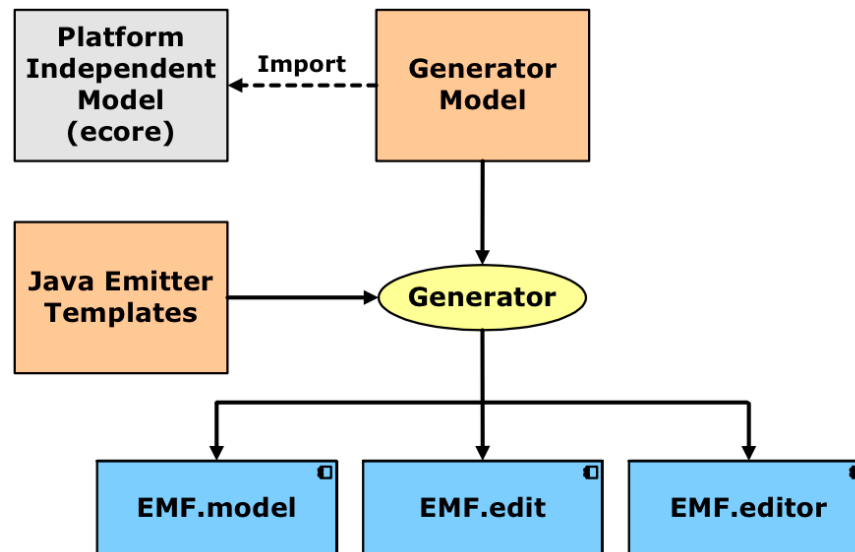 Platform
Independent
Model
(ecore)
Import
Generator
Model
Java Emitter
Templates
Generator
EMF.model
EMF.edit
EMF.editor